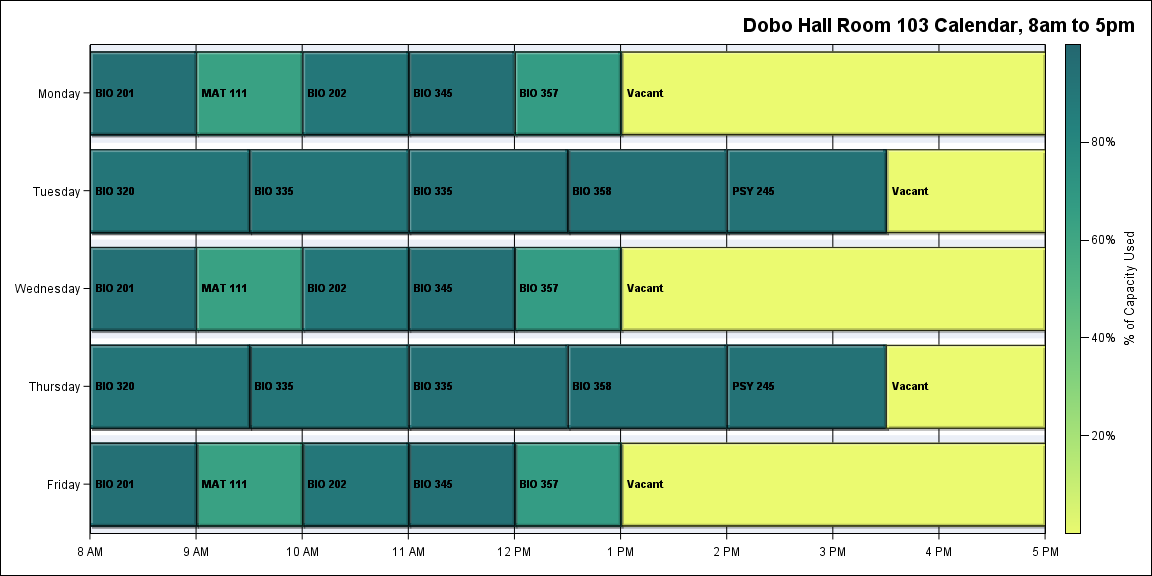 Dobo Hall Room 103 Calendar, 8am to 5pm
Monday BIO 201 MAT 111 BIO 202 BIO 345 BIO 357 Vacant
80%
Tuesday BIO 320 BIO 335 BIO 335 BIO 358 PSY 245 Vacant
60%
% of Capacity Used
Wednesday BIO 201 MAT 111 BIO 202 BIO 345 BIO 357 Vacant
40%
Thursday BIO 320 BIO 335 BIO 335 BIO 358 PSY 245 Vacant
20%
Friday BIO 201 MAT 111 BIO 202 BIO 345 BIO 357 Vacant
8 AM 9 AM 10 AM 11 AM 12 PM 1 PM 2 PM 3 PM 4 PM 5 PM